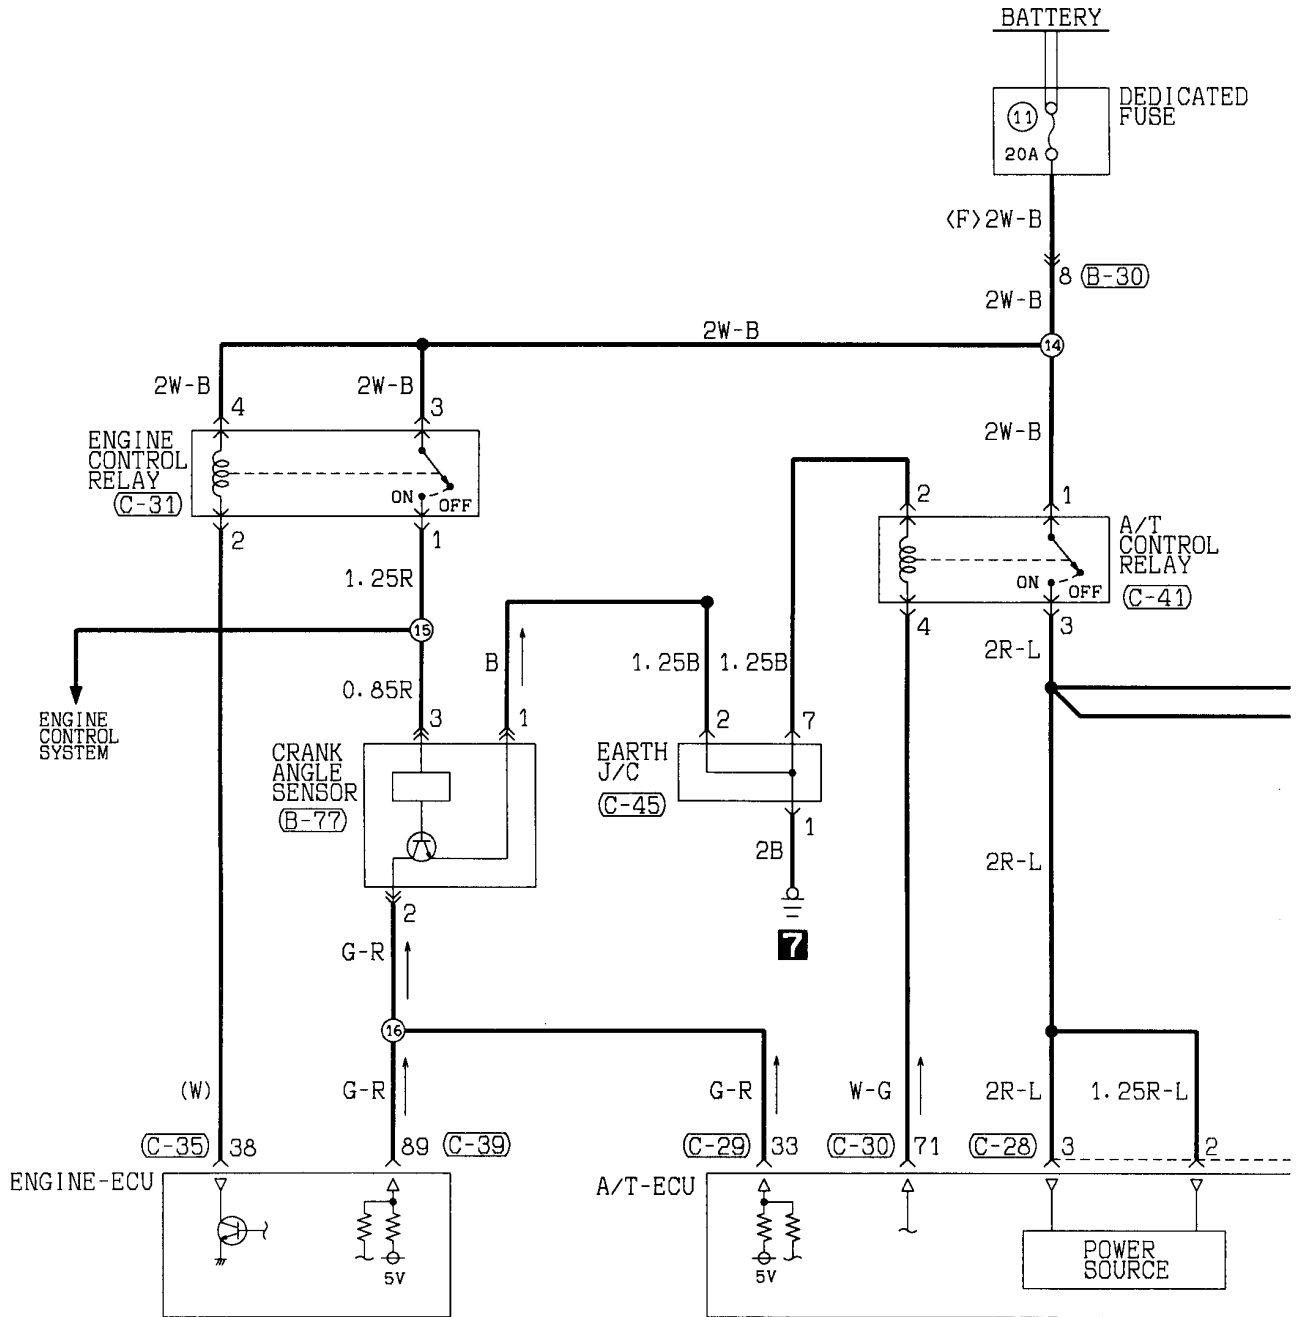 BATTERY
DEDICATED
FUSE
11
20A
<F>2W-B
8 (B-30)
2W-B
2W-B
14
2W-B
2W-B
4
3
2W-B
ENGINE
CONTROL
RELAY
(C-31)
ON
OFF
2
1
2
1
A/T
CONTROL
RELAY
(C-41)
ON
OFF
4
3
1.25R
15
B
1.25B
1.25B
2R-L
0.85R
ENGINE
CONTROL
SYSTEM
3
1
2
7
CRANK
ANGLE
SENSOR
(B-77)
EARTH
J/C
(C-45)
1
2B
2R-L
7
2
G-R
16
(W)
G-R
G-R
W-G
2R-L
1.25R-L
(C-35) 38
89 (C-39)
(C-29) 33
(C-30) 71
(C-28) 3
2
ENGINE-ECU
A/T-ECU
5V
5V
POWER
SOURCE